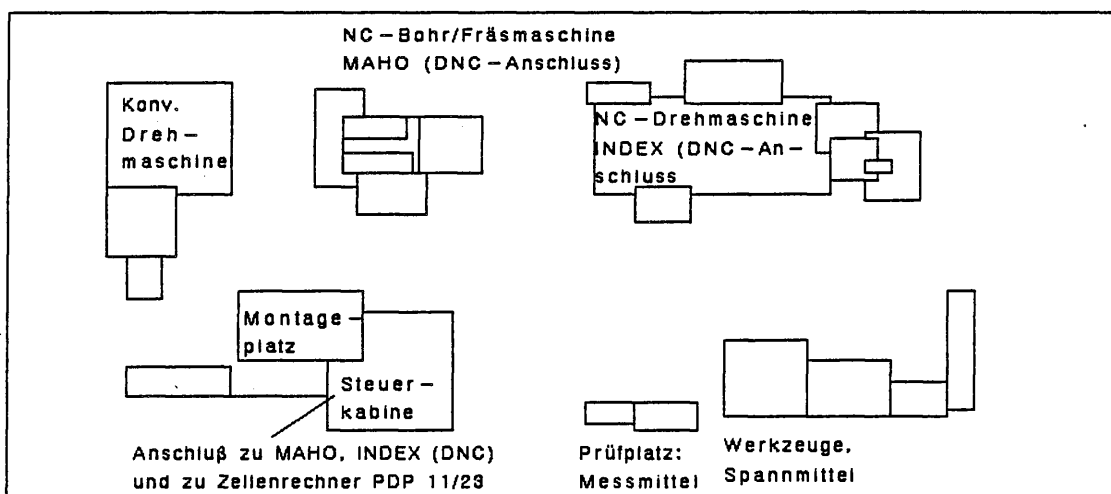 NC-Bohr/Fräsmaschine
MAHO (DNC-Anschluss)
Konv.
Dreh-
maschine
NC-Drehmaschine
INDEX (DNC-An-
schluss
Montage-
platz
Steuer-
kabine
Anschluß zu MAHO, INDEX (DNC)
und zu Zellenrechner PDP 11/23
Prüfplatz:
Messmittel
Werkzeuge,
Spannmittel